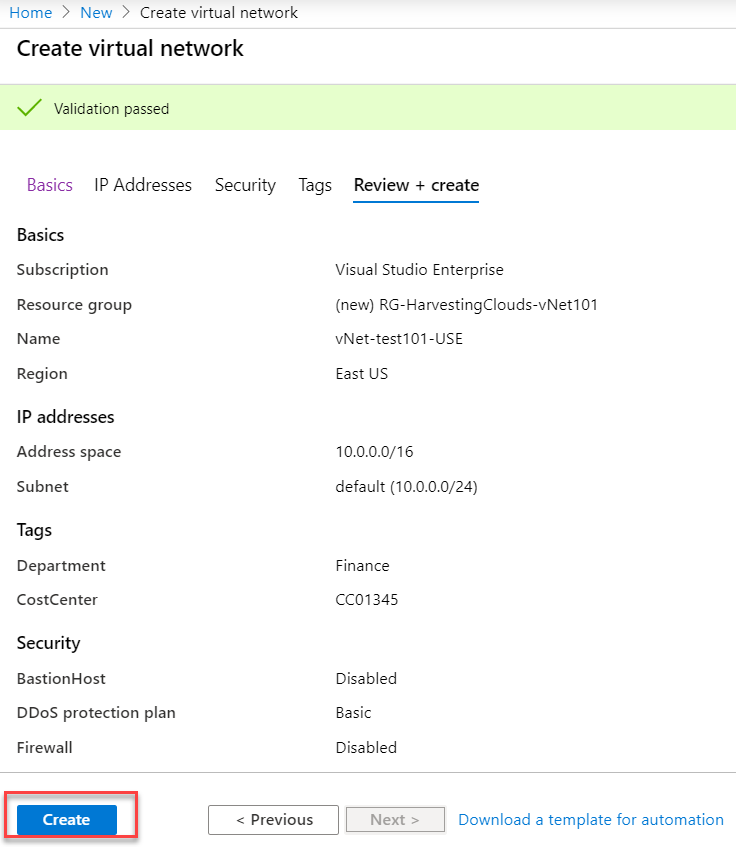 Home > New > Create virtual network
Create virtual network
Validation passed
Basics IP Addresses Security Tags Review + create
Basics
Subscription Visual Studio Enterprise
Resource group (new) RG-HarvestingClouds-vNet101
Name vNet-test101-USE
Region East US
IP addresses
Address space 10.0.0.0/16
Subnet default (10.0.0.0/24)
Tags
Department Finance
CostCenter CC01345
Security
BastionHost Disabled
DDoS protection plan Basic
Firewall Disabled
Create < Previous Next > Download a template for automation